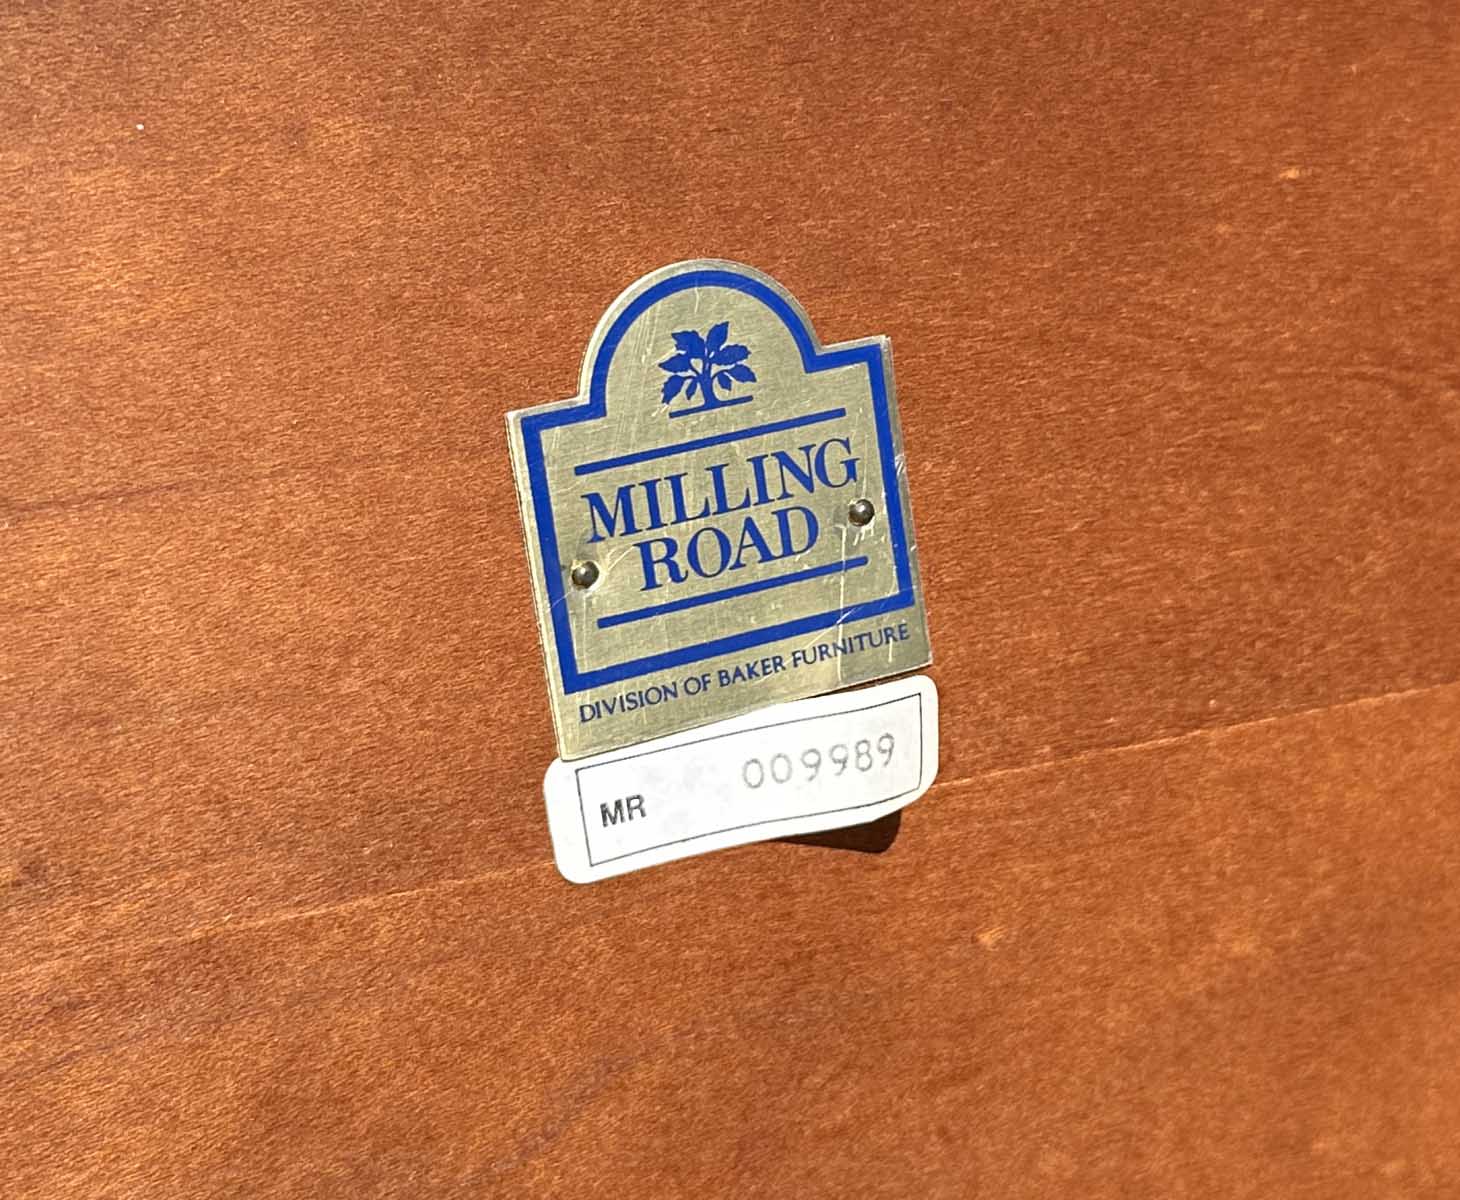 MILLING
ROAD
DIVISION OF BAKER FURNITURE
MR 009989